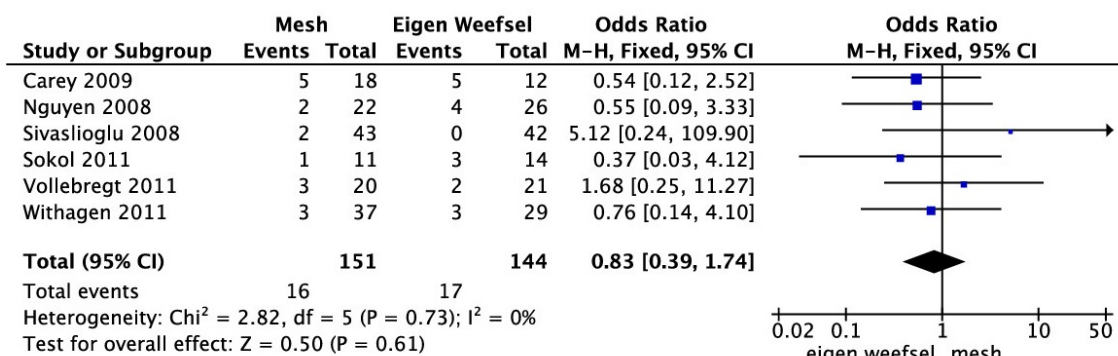 Mesh Eigen Weefsel Odds Ratio Odds Ratio
Study or Subgroup Events Total Events Total M-H, Fixed, 95% CI M-H, Fixed, 95% CI
Carey 2009 5 18 5 12 0.54 [0.12, 2.52]
Nguyen 2008 2 22 4 26 0.55 [0.09, 3.33]
Sivaslioglu 2008 2 43 0 42 5.12 [0.24, 109.90]
Sokol 2011 1 11 3 14 0.37 [0.03, 4.12]
Vollebregt 2011 3 20 2 21 1.68 [0.25, 11.27]
Withagen 2011 3 37 3 29 0.76 [0.14, 4.10]
Total (95% CI) 151 144 0.83 [0.39, 1.74]
Total events 16 17
Heterogeneity: Chi² = 2.82, df = 5 (P = 0.73); I² = 0%
Test for overall effect: Z = 0.50 (P = 0.61)
0.02 0.1 1 10 50
eigen weefsel mesh